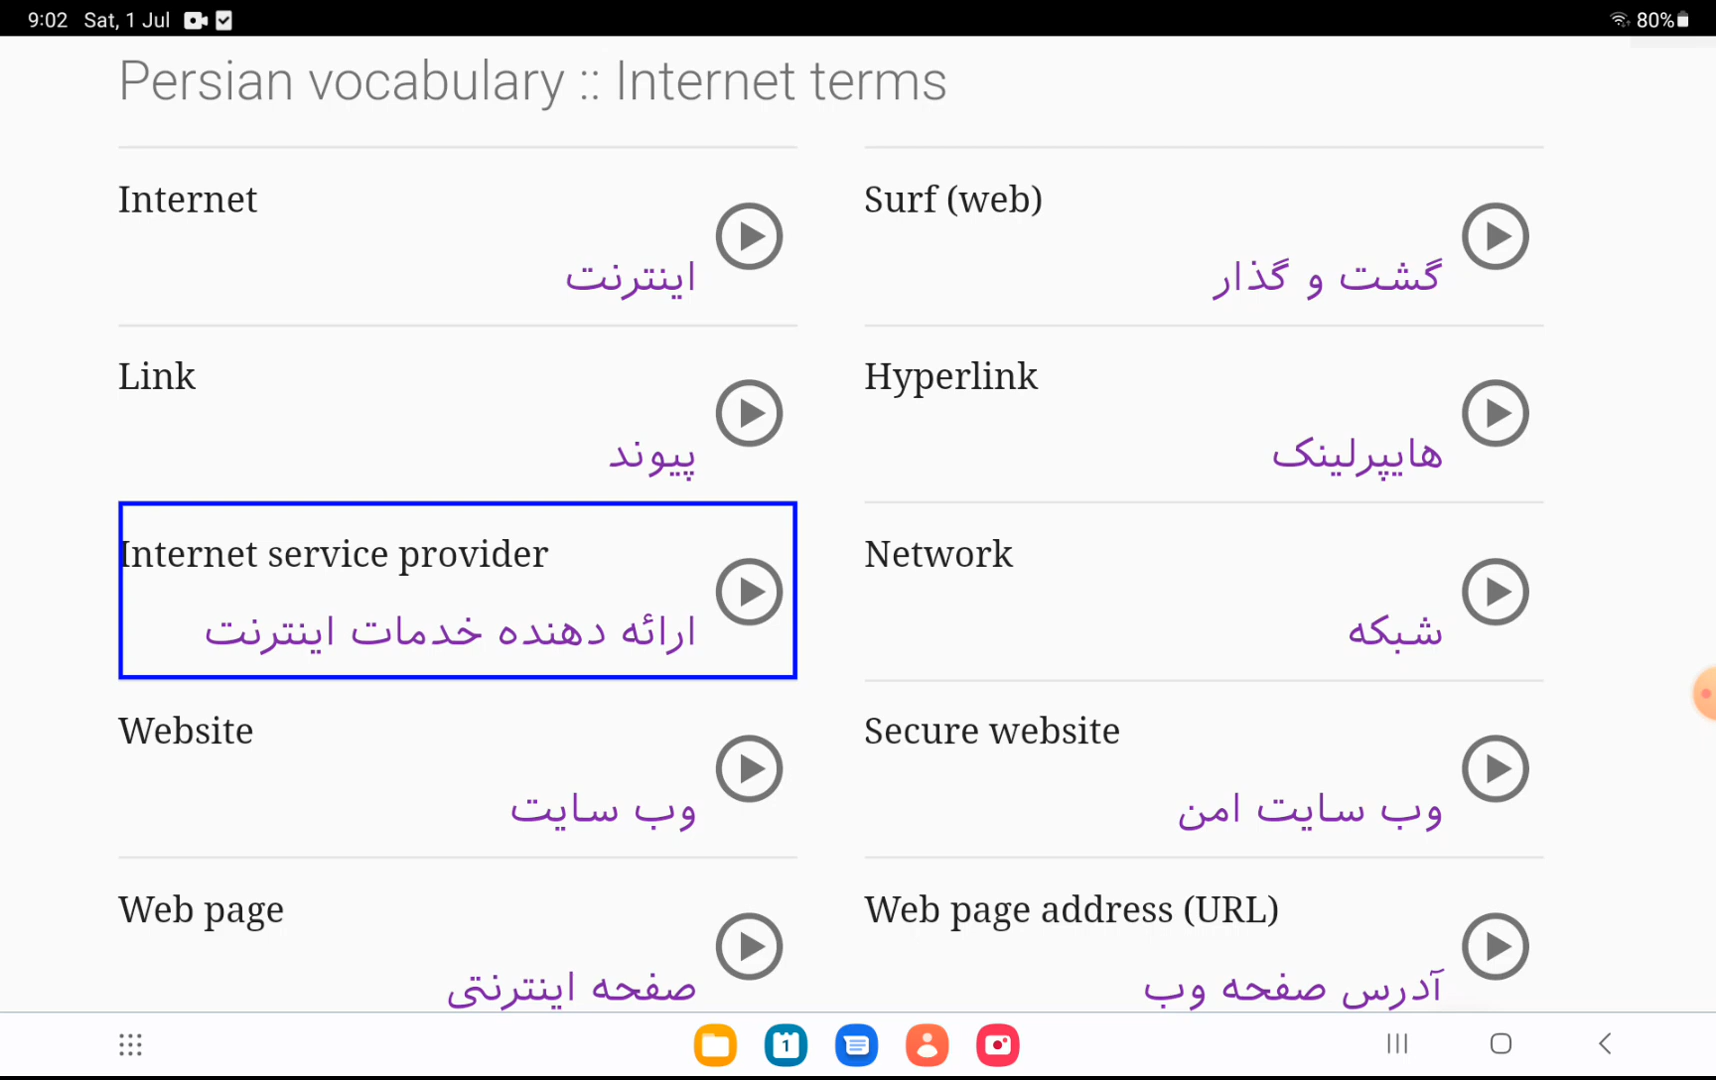 9:02 Sat, 1 Jul 80%
Persian vocabulary :: Internet terms
Internet
اینترنت
Surf (web)
گشت و گذار
Link
پیوند
Hyperlink
هایپرلینک
Internet service provider
ارائه دهنده خدمات اینترنت
Network
شبکه
Website
وب سایت
Secure website
وب سایت امن
Web page
صفحه اینترنتی
Web page address (URL)
آدرس صفحه وب
1